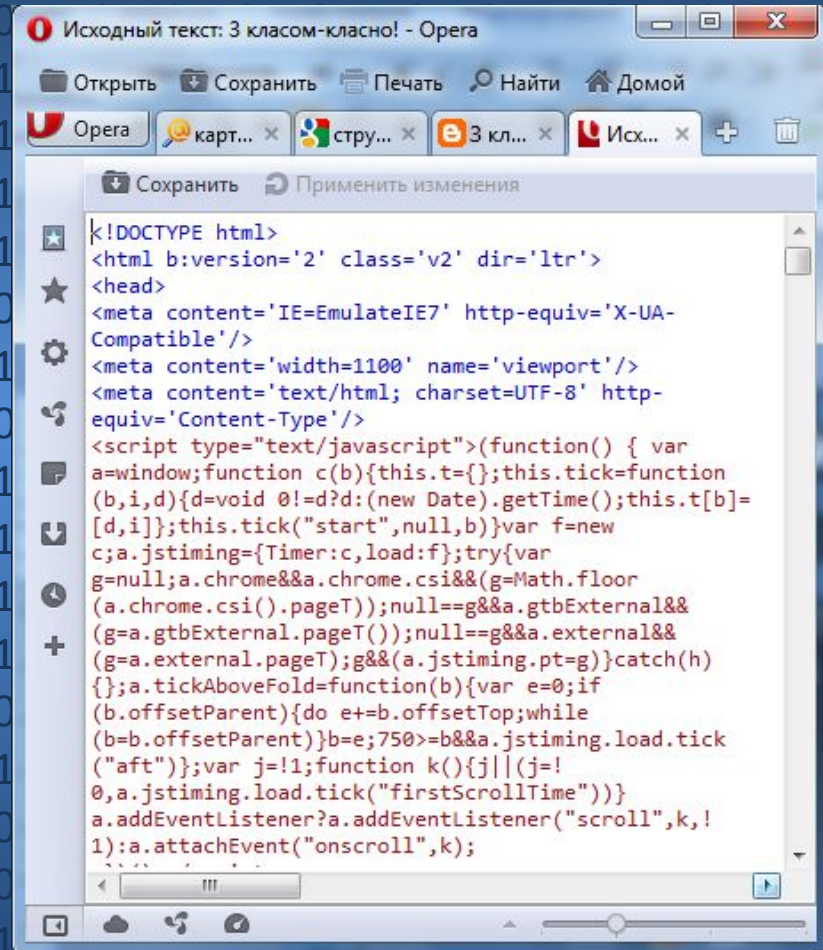 Исходный текст: 3 класом-класно! - Opera
Открыть Сохранить Печать Найти Домой
Opera карт... стру... 3 кл... Исх...
Сохранить Применить изменения
<!DOCTYPE html>
<html b:version='2' class='v2' dir='ltr'>
<head>
<meta content='IE=EmulateIE7' http-equiv='X-UA-
Compatible'/>
<meta content='width=1100' name='viewport'/>
<meta content='text/html; charset=UTF-8' http-
equiv='Content-Type'/>
<script type="text/javascript">(function() { var
a=window;function c(b){this.t={};this.tick=function
(b,i,d){d=void 0!=d?d:(new Date).getTime();this.t[b]=
[d,i]};this.tick("start",null,b)}var f=new
c;a.jstiming={Timer:c,load:f};try{var
g=null;a.chrome&&a.chrome.csi&&(g=Math.floor
(a.chrome.csi().pageT));null==g&&a.gtbExternal&&
(g=a.gtbExternal.pageT());null==g&&a.external&&
(g=a.external.pageT);g&&(a.jstiming.pt=g)}catch(h)
{};a.tickAboveFold=function(b){var e=0;if
(b.offsetParent){do e+=b.offsetTop;while
(b=b.offsetParent)}b=e;750>=b&&a.jstiming.load.tick
("aft")};var j=!1;function k(){j||(j=!
0,a.jstiming.load.tick("firstScrollTime"))}
a.addEventListener?a.addEventListener("scroll",k,!
1):a.attachEvent("onscroll",k);